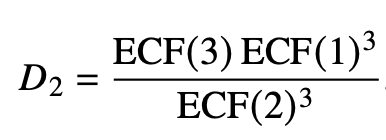 D₂ = ECF(3) ECF(1)³ / ECF(2)³